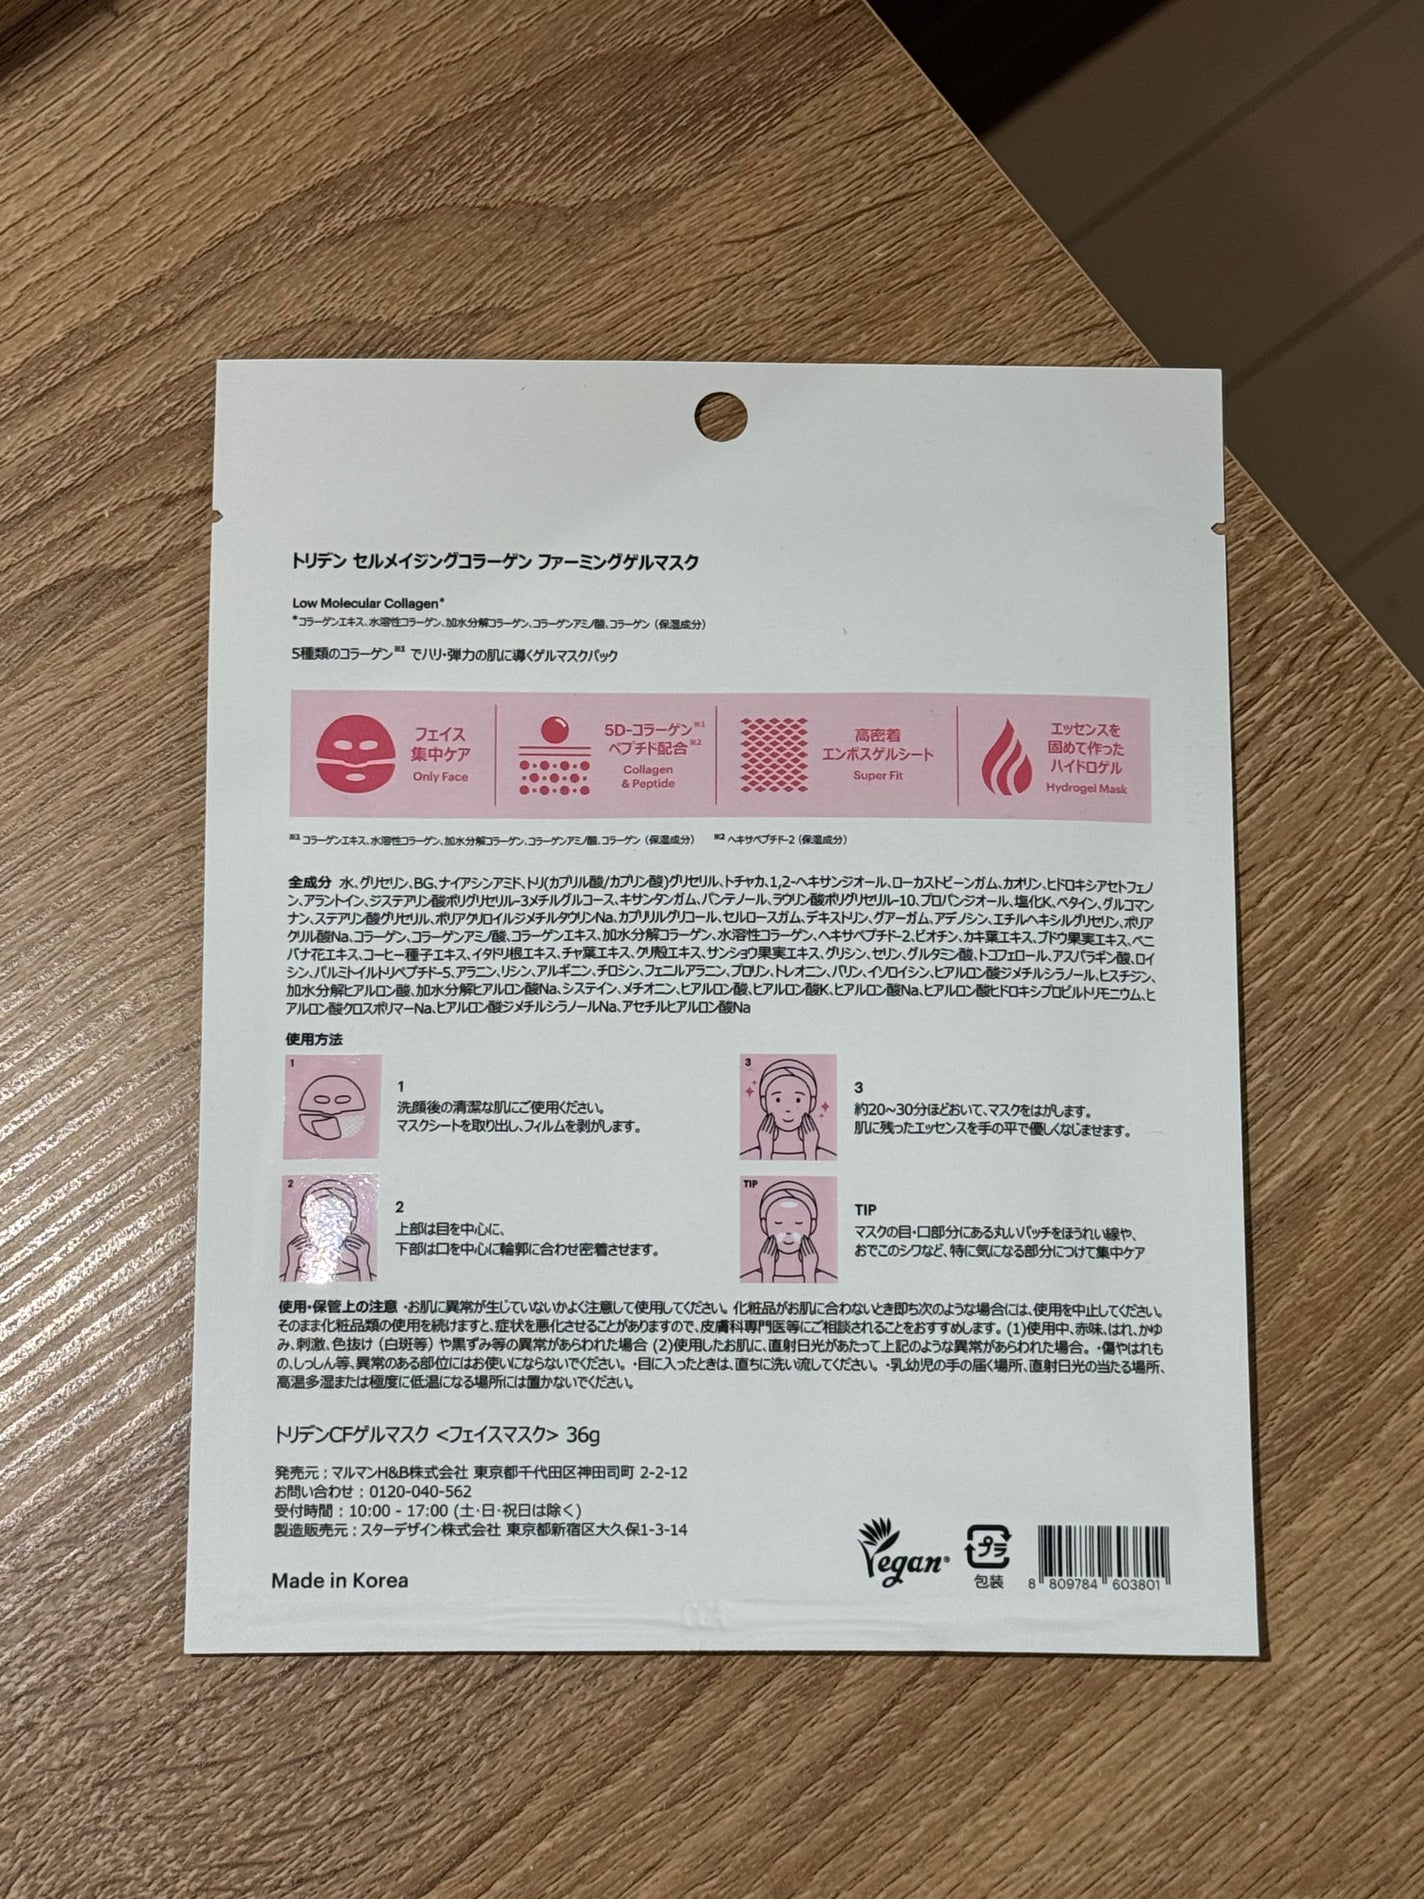 トリデン セルメイジングコラーゲン ファーミングゲルマスク
Low Molecular Collagen*
*コラーゲンエキス、水溶性コラーゲン、加水分解コラーゲン、コラーゲンアミノ酸、コラーゲン（保湿成分）
5種類のコラーゲン※1 でハリ・弾力の肌に導くゲルマスクパック
フェイス
集中ケア
Only Face
5D-コラーゲン※1
ペプチド配合※2
Collagen
& Peptide
高密着
エンボスゲルシート
Super Fit
エッセンスを
固めて作った
ハイドロゲル
Hydrogel Mask
※1 コラーゲンエキス、水溶性コラーゲン、加水分解コラーゲン、コラーゲンアミノ酸、コラーゲン（保湿成分） ※2 ヘキサペプチド-2（保湿成分）
全成分 水、グリセリン、BG、ナイアシンアミド、トリ(カプリル酸/カプリン酸)グリセリル、トチャカ、1,2-ヘキサンジオール、ローカストビーンガム、カオリン、ヒドロキシアセトフェノ
ン、アラントイン、ジステアリン酸ポリグリセリル-3メチルグルコース、キサンタンガム、パンテノール、ラウリン酸ポリグリセリル-10、プロパンジオール、塩化K、ベタイン、グルコマン
ナン、ステアリン酸グリセリル、ポリアクリロイルジメチルタウリンNa、カプリリルグリコール、セルロースガム、デキストリン、グアーガム、アデノシン、エチルヘキシルグリセリン、ポリア
クリル酸Na、コラーゲン、コラーゲンアミノ酸、コラーゲンエキス、加水分解コラーゲン、水溶性コラーゲン、ヘキサペプチド-2、ビオチン、カキ葉エキス、ブドウ果実エキス、ベニ
バナ花エキス、コーヒー種子エキス、イタドリ根エキス、チャ葉エキス、クリ殻エキス、サンショウ果実エキス、グリシン、セリン、グルタミン酸、トコフェロール、アスパラギン酸、ロイ
シン、パルミトイルトリペプチド-5、アラニン、リシン、アルギニン、チロシン、フェニルアラニン、プロリン、トレオニン、バリン、イソロイシン、ヒアルロン酸ジメチルシラノール、ヒスチジン、
加水分解ヒアルロン酸、加水分解ヒアルロン酸Na、システイン、メチオニン、ヒアルロン酸、ヒアルロン酸K、ヒアルロン酸Na、ヒアルロン酸ヒドロキシプロピルトリモニウム、ヒ
アルロン酸クロスポリマーNa、ヒアルロン酸ジメチルシラノールNa、アセチルヒアルロン酸Na
使用方法
1
1
洗顔後の清潔な肌にご使用ください。
マスクシートを取り出し、フィルムを剥がします。
2
2
上部は目を中心に、
下部は口を中心に輪郭に合わせ密着させます。
3
3
約20〜30分ほどおいて、マスクをはがします。
肌に残ったエッセンスを手の平で優しくなじませます。
TIP
TIP
マスクの目・口部分にある丸いパッチをほうれい線や、
おでこのシワなど、特に気になる部分につけて集中ケア
使用・保管上の注意 ・お肌に異常が生じていないかよく注意して使用してください。化粧品がお肌に合わないとき即ち次のような場合には、使用を中止してください。
そのまま化粧品類の使用を続けますと、症状を悪化させることがありますので、皮膚科専門医等にご相談されることをおすすめします。(1)使用中、赤味、はれ、かゆ
み、刺激、色抜け（白斑等）や黒ずみ等の異常があらわれた場合 (2)使用したお肌に、直射日光があたって上記のような異常があらわれた場合。・傷やはれも
の、しっしん等、異常のある部位にはお使いにならないでください。・目に入ったときは、直ちに洗い流してください。・乳幼児の手の届く場所、直射日光の当たる場所、
高温多湿または極度に低温になる場所には置かないでください。
トリデンCFゲルマスク <フェイスマスク> 36g
発売元 : マルマンH&B株式会社 東京都千代田区神田司町 2-2-12
お問い合わせ : 0120-040-562
受付時間 : 10:00 - 17:00 (土・日・祝日は除く)
製造販売元 : スターデザイン株式会社 東京都新宿区大久保1-3-14
Made in Korea
Vegan
プラ
包装
8 809784 603801